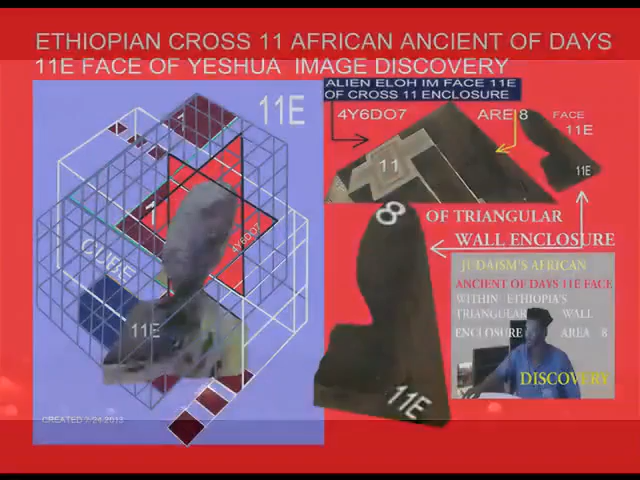 ETHIOPIAN CROSS 11 AFRICAN ANCIENT OF DAYS
11E FACE OF YESHUA IMAGE DISCOVERY
ALIEN ELOH IM FACE 11E
OF CROSS 11 ENCLOSURE
4Y6DO7 ARE 8 FACE
11E
11E
11
11E
1
1
4Y6DO7
CUBE
11E
8
OF TRIANGULAR
WALL ENCLOSURE
11E
JUDAISM'S AFRICAN
ANCIENT OF DAYS 11E FACE
WITHIN ETHIOPIA'S
TRIANGULAR WALL
ENCLOSURE AREA 8
DISCOVERY
CREATED 7/24-2013